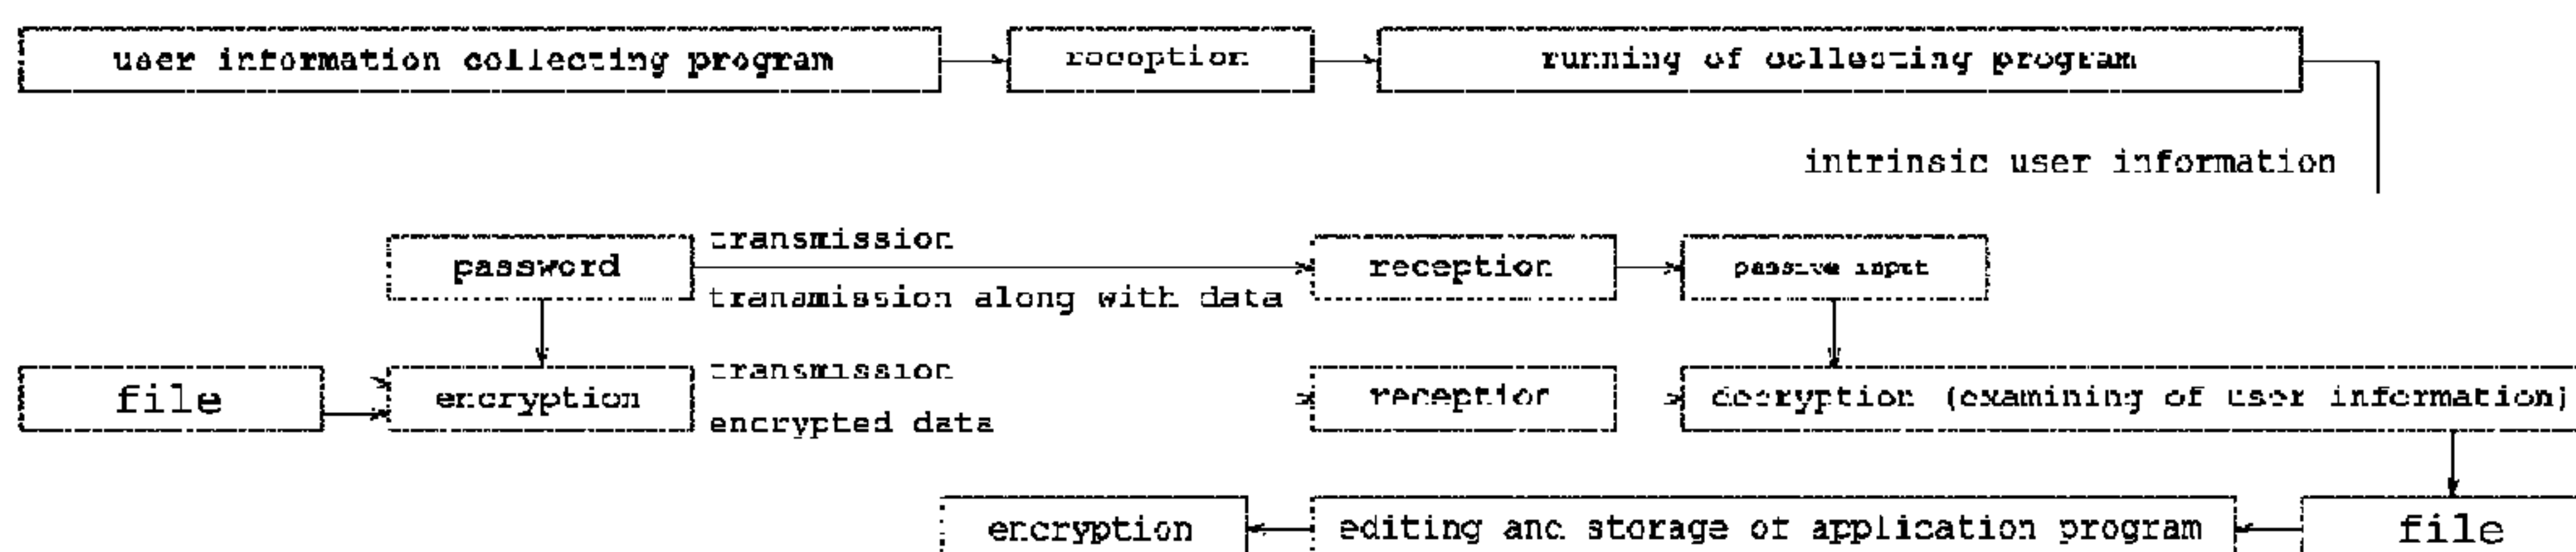 user information collecting program reception running of collecting program
intrinsic user information
transmission
password reception passive input
transmission along with data
transmission
file encryption reception decryption (examining of user information)
encrypted data
encryption editing and storage of application program file